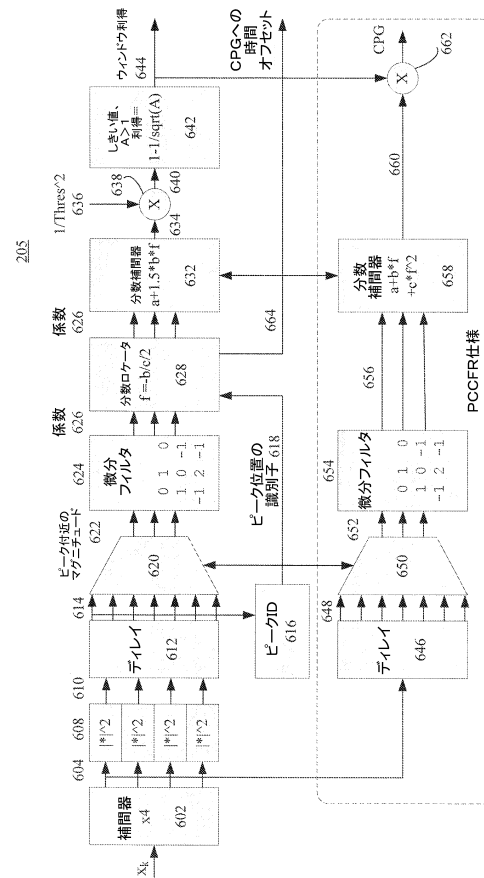 205
Xk
補間器
x4
602
604
608
|*|^2
|*|^2
|*|^2
|*|^2
610
ディレイ
612
614
ピークID
616
ピーク付近の
マグニチュード
622
620
624
微分
フィルタ
0 1 0
1 0 -1
-1 2 -1
係数
626
分数ロケータ
f=-b/c/2
628
ピーク位置の
識別子 618
係数
626
分数補間器
a+1.5*b*f
632
634
1/Thres^2
636
638
X
640
しきい値、
A>1
利得=
1-1/sqrt(A)
642
ウィンドウ利得
644
664
CPGへの
時間
オフセット
ディレイ
646
648
650
652
654
微分フィルタ
0 1 0
1 0 -1
-1 2 -1
656
分数
補間器
a+b*f
+c*f^2
658
660
X
662
CPG
PCCFR仕様